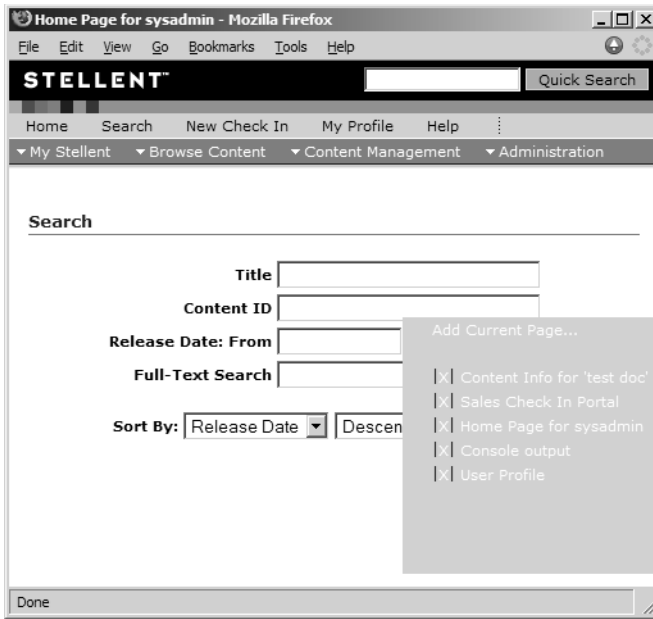 Home Page for sysadmin - Mozilla Firefox
File Edit View Go Bookmarks Tools Help
STELLENT™ Quick Search
Home Search New Check In My Profile Help
My Stellent Browse Content Content Management Administration
Search
Title
Content ID
Release Date: From
Full-Text Search
Sort By: Release Date Descen
Add Current Page...
X Content Info for 'test doc'
X Sales Check In Portal
X Home Page for sysadmin
X Console output
X User Profile
Done